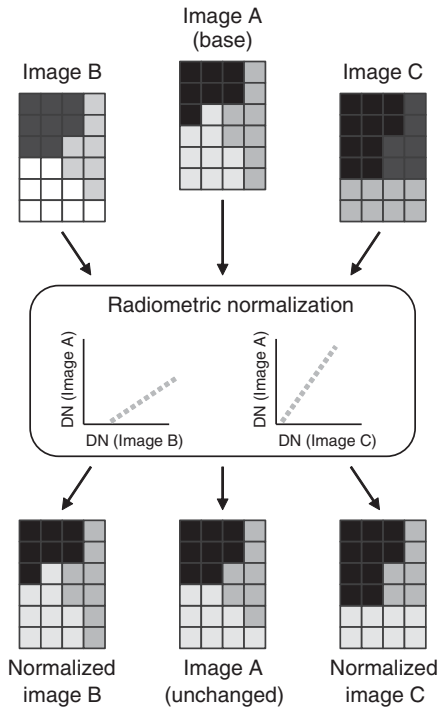 Image A
(base)
Image B
Image C
Radiometric normalization
DN (Image A)
DN (Image B)
DN (Image A)
DN (Image C)
Normalized
image B
Image A
(unchanged)
Normalized
image C